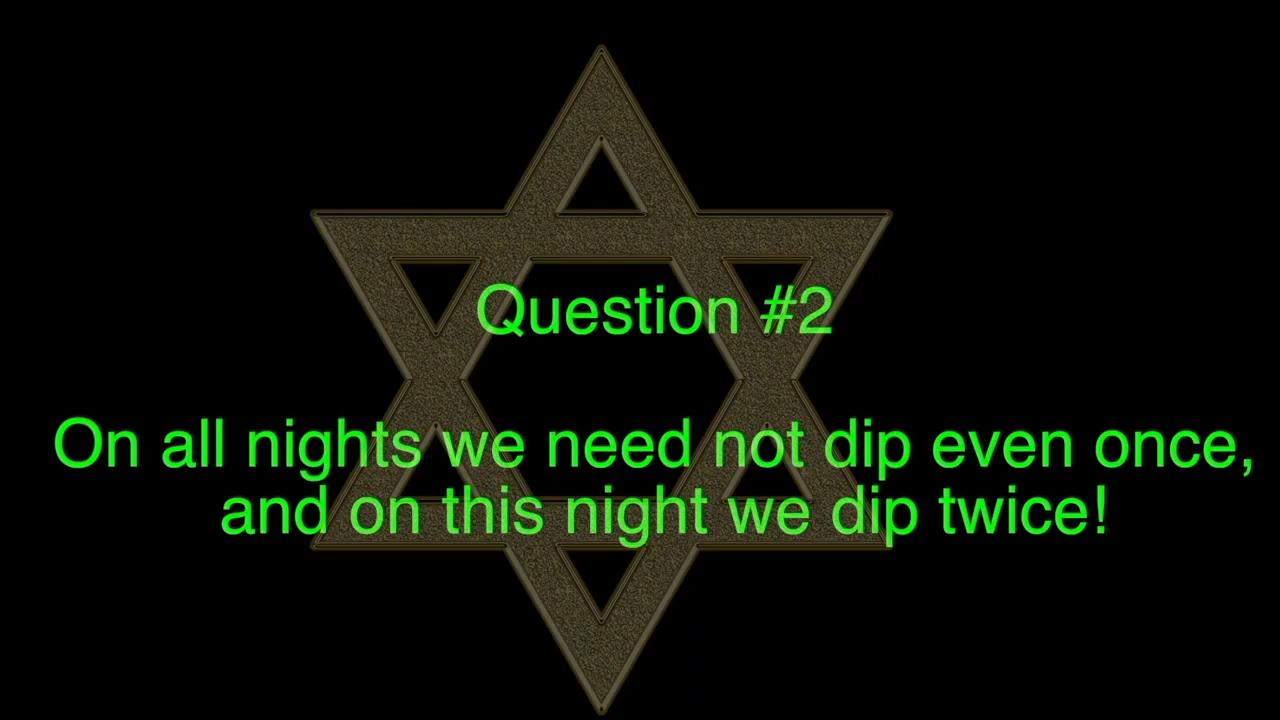 Question #2
On all nights we need not dip even once,
and on this night we dip twice!